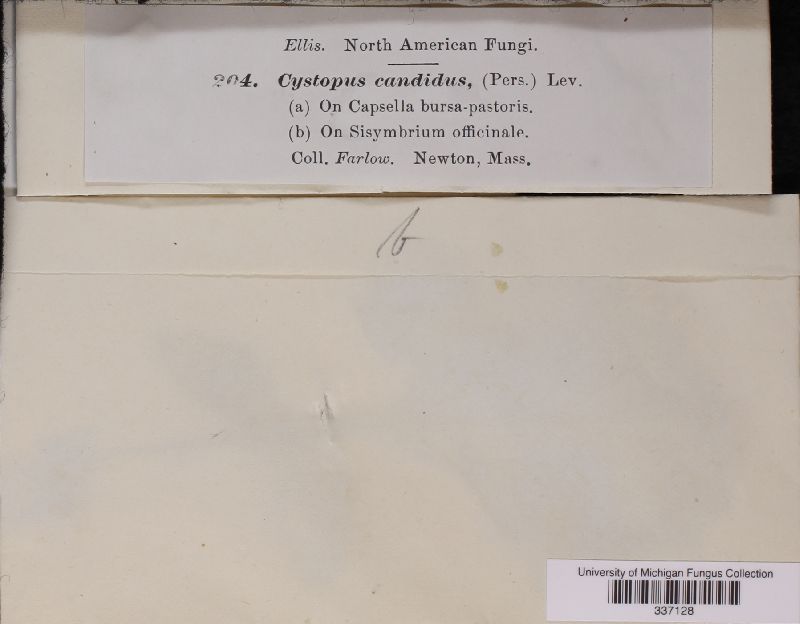 Ellis. North American Fungi.
204. Cystopus candidus, (Pers.) Lev.
(a) On Capsella bursa-pastoris.
(b) On Sisymbrium officinale.
Coll. Farlow. Newton, Mass.
b
University of Michigan Fungus Collection
337128